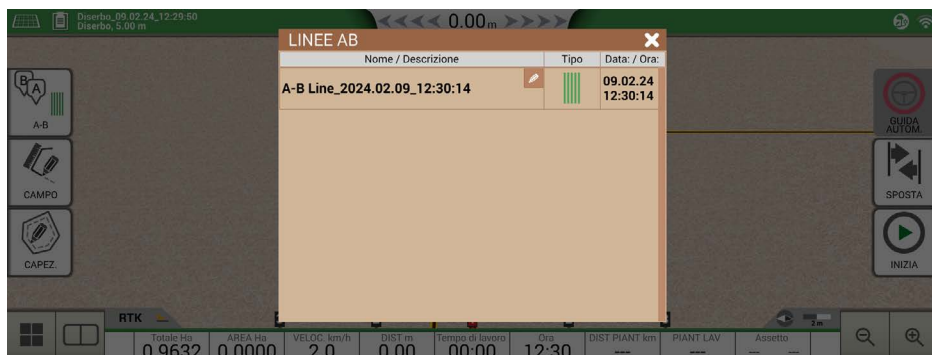 Diserbo_09.02.24_12:29:50
Diserbo, 5.00 m
<<<< 0.00 m >>>>
LINEE AB
Nome / Descrizione Tipo Data: / Ora:
A-B Line_2024.02.09_12:30:14 09.02.24 12:30:14
B A
A-B
CAMPO
CAPEZ.
GUIDA
AUTOM.
SPOSTA
INIZIA
RTK
2 m
Totale Ha AREA Ha VELOC. km/h DIST m Tempo di lavoro Ora DIST PIANT km PIANT LAV Assetto
0.9632 0.0000 2.0 0.00 00:00 12:30 --- --- ---